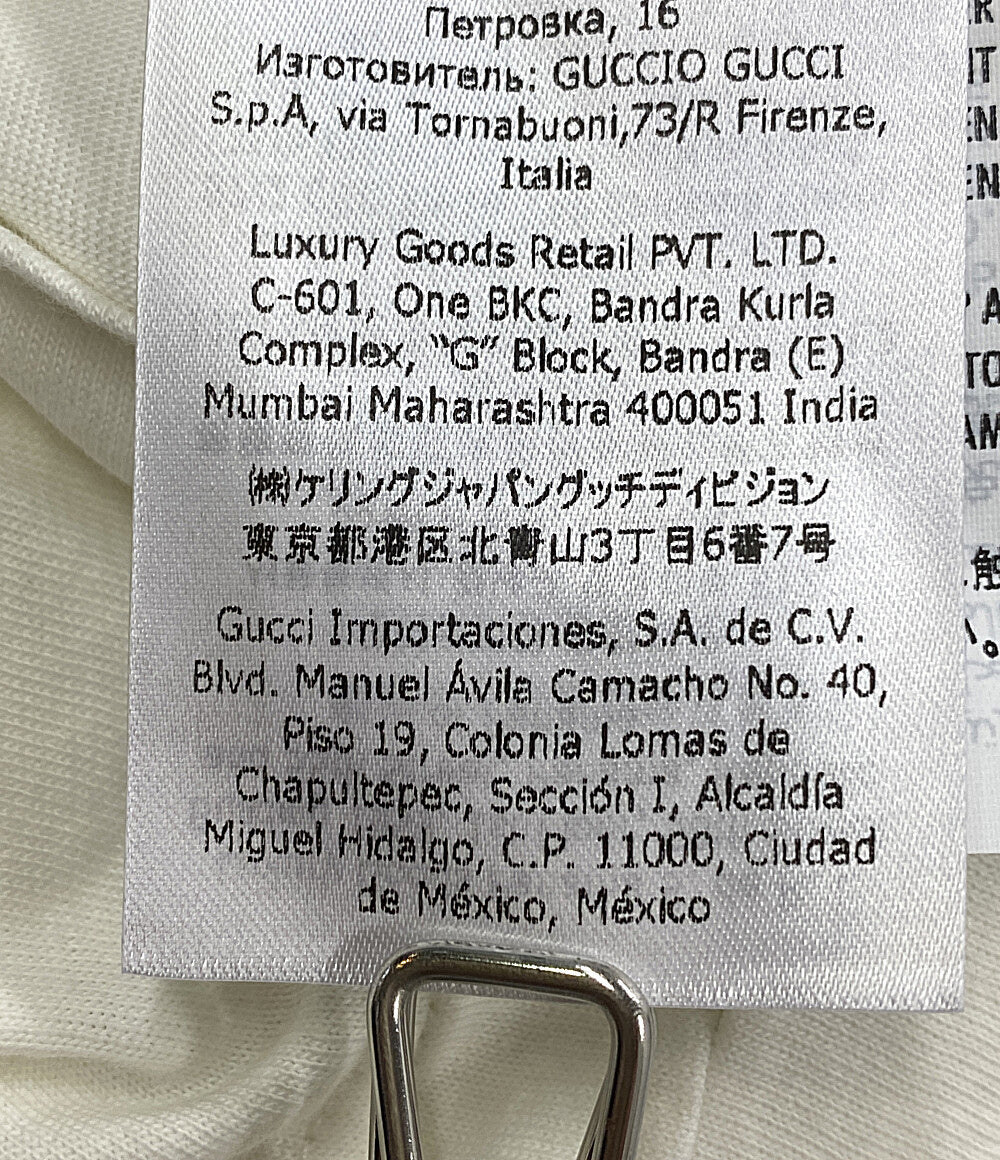 Петровка, 16
Изготовитель: GUCCIO GUCCI
S.p.A, via Tornabuoni,73/R Firenze,
Italia
Luxury Goods Retail PVT. LTD.
C-601, One BKC, Bandra Kurla
Complex, “G” Block, Bandra (E)
Mumbai Maharashtra 400051 India
㈱ケリングジャパングッチディビジョン
東京都港区北青山3丁目6番7号
Gucci Importaciones, S.A. de C.V.
Blvd. Manuel Ávila Camacho No. 40,
Piso 19, Colonia Lomas de
Chapultepec, Sección I, Alcaldía
Miguel Hidalgo, C.P. 11000, Ciudad
de México, México